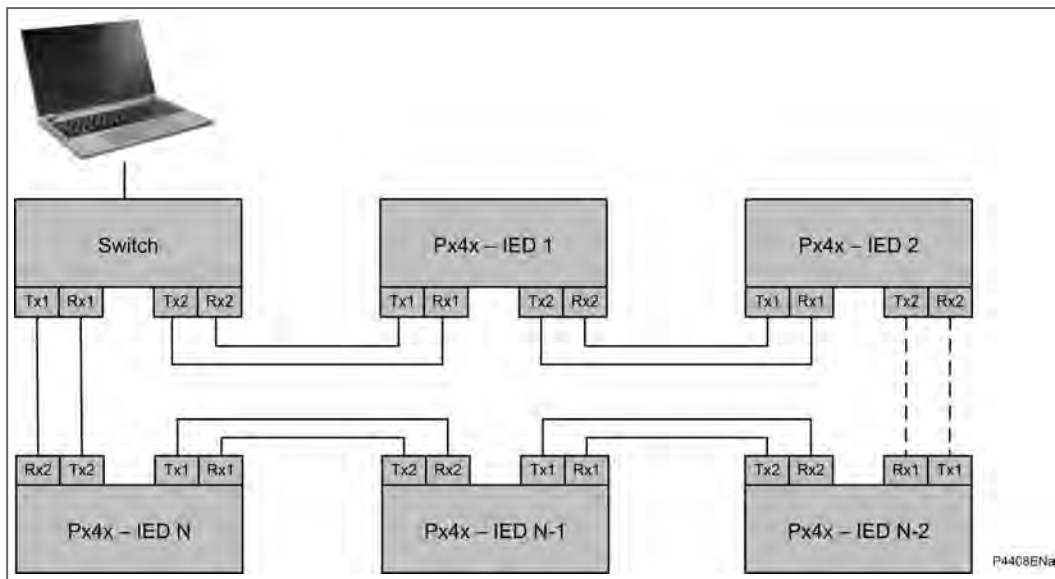 Switch
Px4x – IED 1
Px4x – IED 2
Tx1 Rx1 Tx2 Rx2
Tx1 Rx1 Tx2 Rx2
Tx1 Rx1 Tx2 Rx2
Rx2 Tx2 Tx1 Rx1
Tx2 Rx2 Tx1 Rx1
Tx2 Rx2 Rx1 Tx1
Px4x – IED N
Px4x – IED N-1
Px4x – IED N-2
P4408ENa